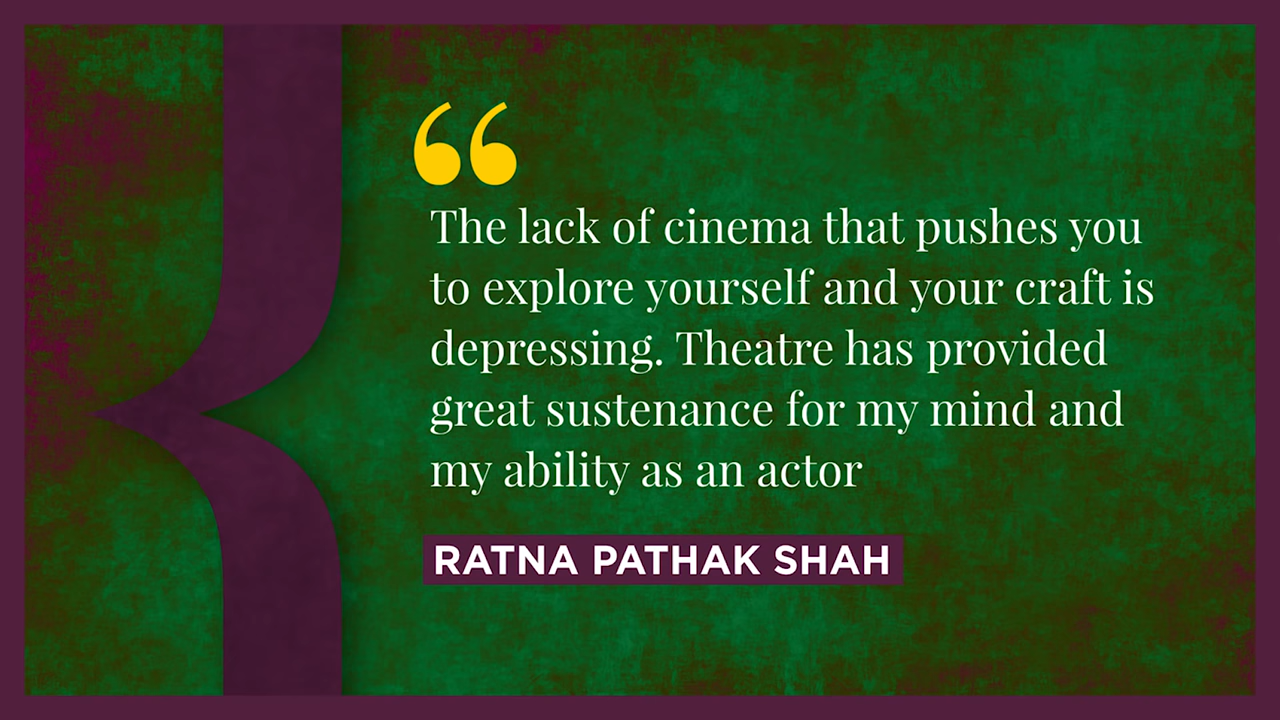 “
The lack of cinema that pushes you
to explore yourself and your craft is
depressing. Theatre has provided
great sustenance for my mind and
my ability as an actor
RATNA PATHAK SHAH